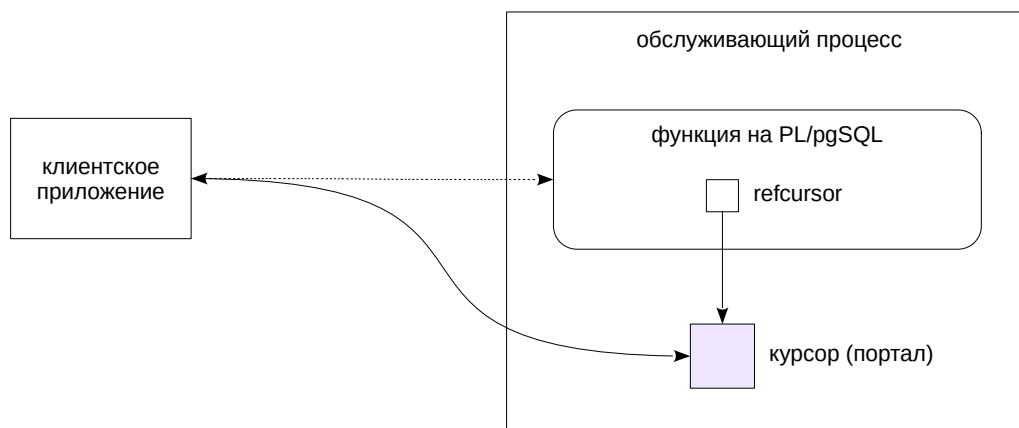 обслуживающий процесс
функция на PL/pgSQL
клиентское
приложение
refcursor
курсор (портал)